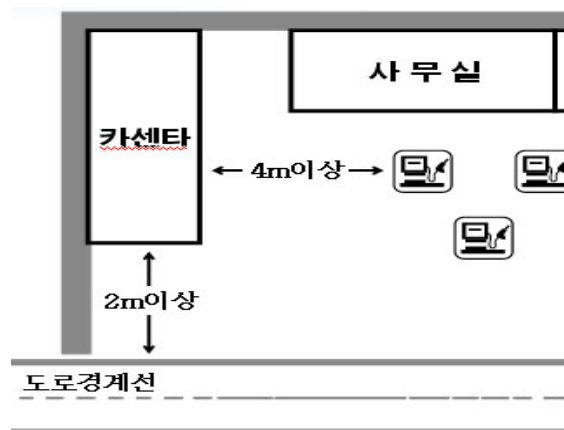 사 무 실
카센타
4m이상
2m이상
도로경계선